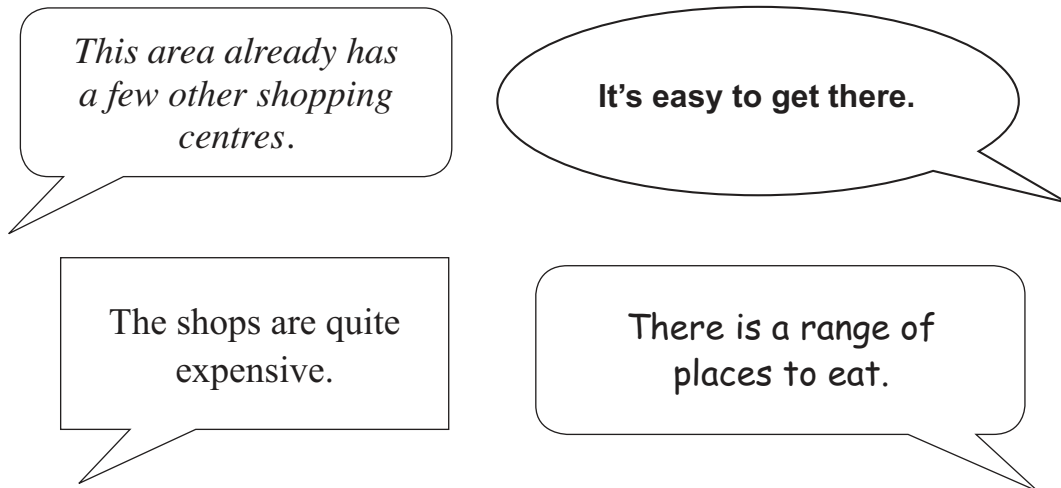 This area already has
a few other shopping
centres.
It’s easy to get there.
The shops are quite
expensive.
There is a range of
places to eat.